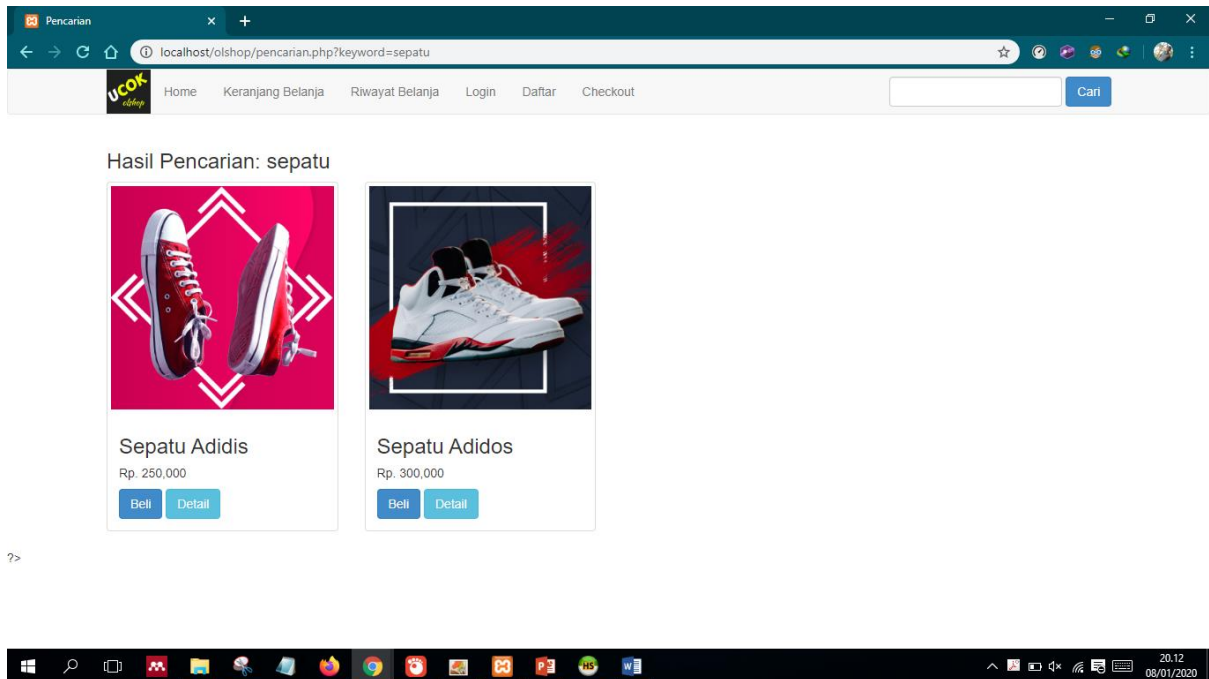 Pencarian
localhost/olshop/pencarian.php?keyword=sepatu
UCOK
olshop
Home Keranjang Belanja Riwayat Belanja Login Daftar Checkout Cari
Hasil Pencarian: sepatu
Sepatu Adidis
Rp. 250,000
Beli Detail
Sepatu Adidos
Rp. 300,000
Beli Detail
?>
20.12
08/01/2020